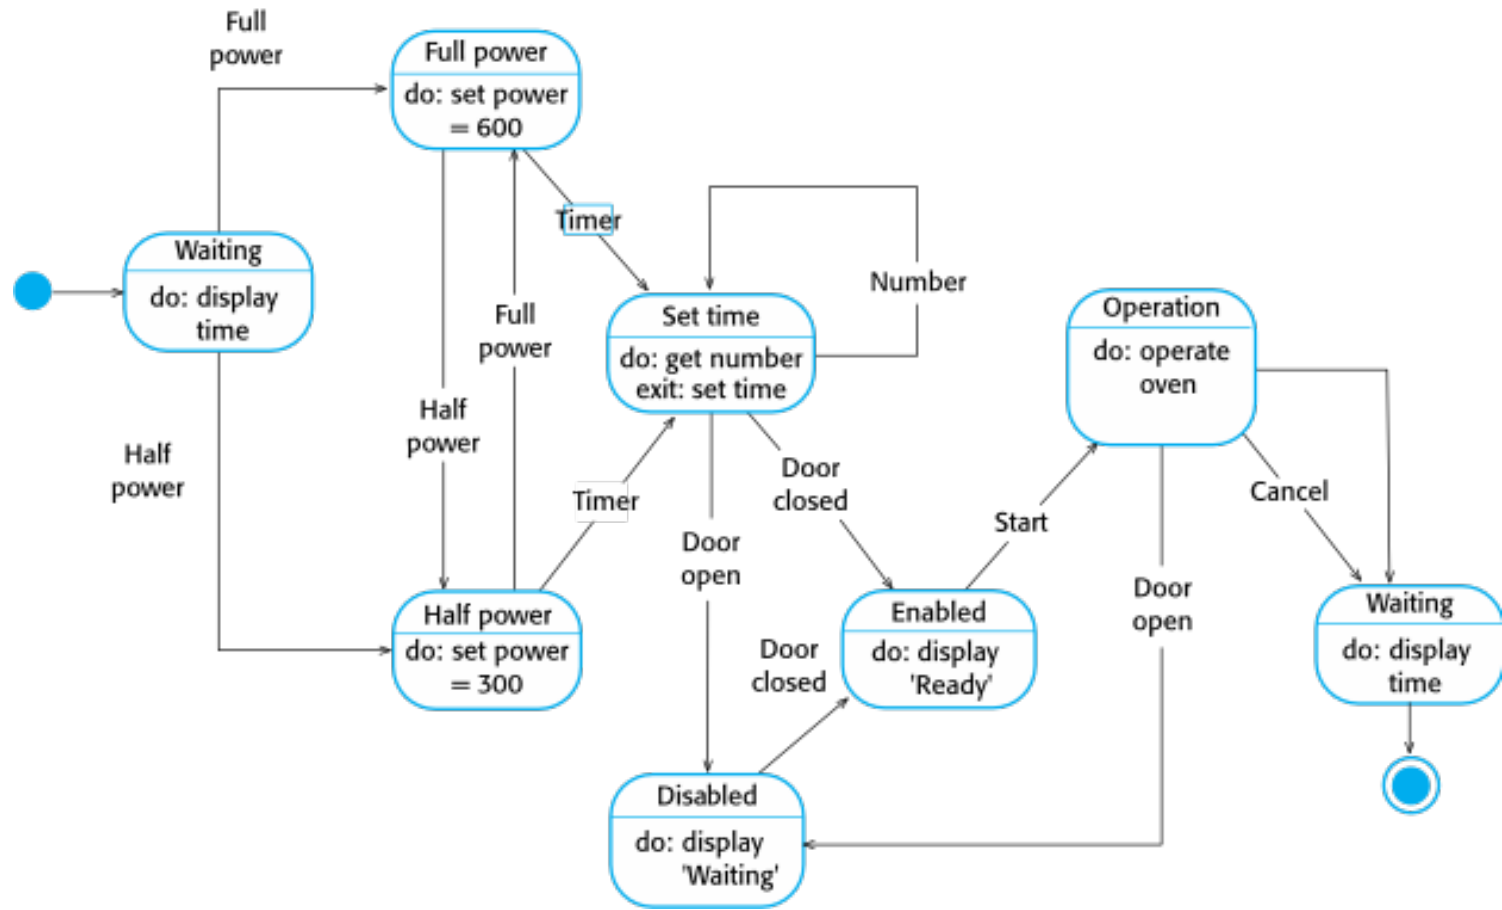 Full
power
Full power
do: set power
= 600
Timer
Waiting
do: display
time
Number
Full
power
Set time
do: get number
exit: set time
Operation
do: operate
oven
Half
power
Half
power
Timer
Door
closed
Door
open
Start
Cancel
Half power
do: set power
= 300
Enabled
do: display
'Ready'
Door
open
Waiting
do: display
time
Door
closed
Disabled
do: display
'Waiting'